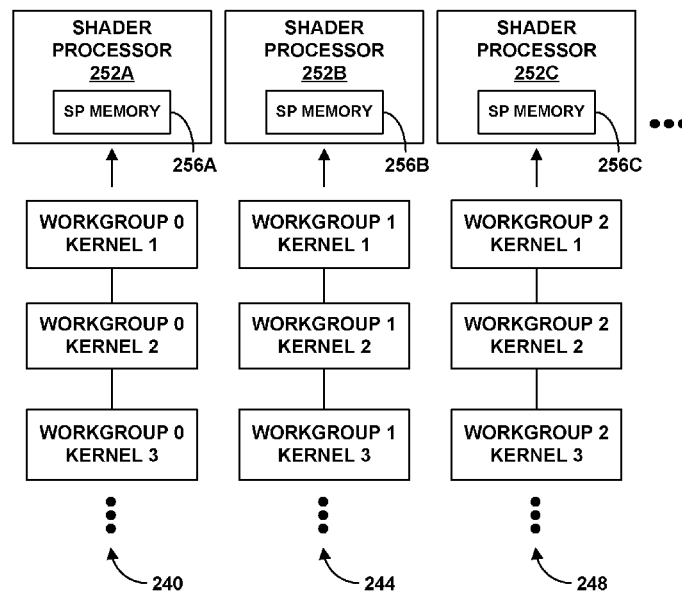 SHADER
PROCESSOR
252A
SP MEMORY
256A
SHADER
PROCESSOR
252B
SP MEMORY
256B
SHADER
PROCESSOR
252C
SP MEMORY
256C
WORKGROUP 0
KERNEL 1
WORKGROUP 1
KERNEL 1
WORKGROUP 2
KERNEL 1
WORKGROUP 0
KERNEL 2
WORKGROUP 1
KERNEL 2
WORKGROUP 2
KERNEL 2
WORKGROUP 0
KERNEL 3
WORKGROUP 1
KERNEL 3
WORKGROUP 2
KERNEL 3
240
244
248